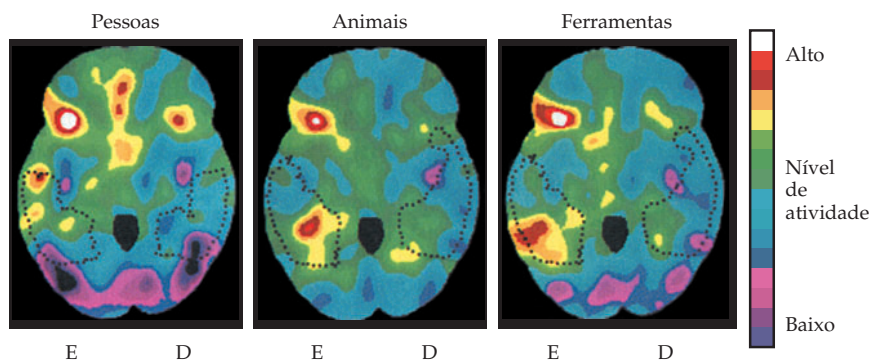 Pessoas
Animais
Ferramentas
Alto
Nível
de
atividade
Baixo
E
D
E
D
E
D